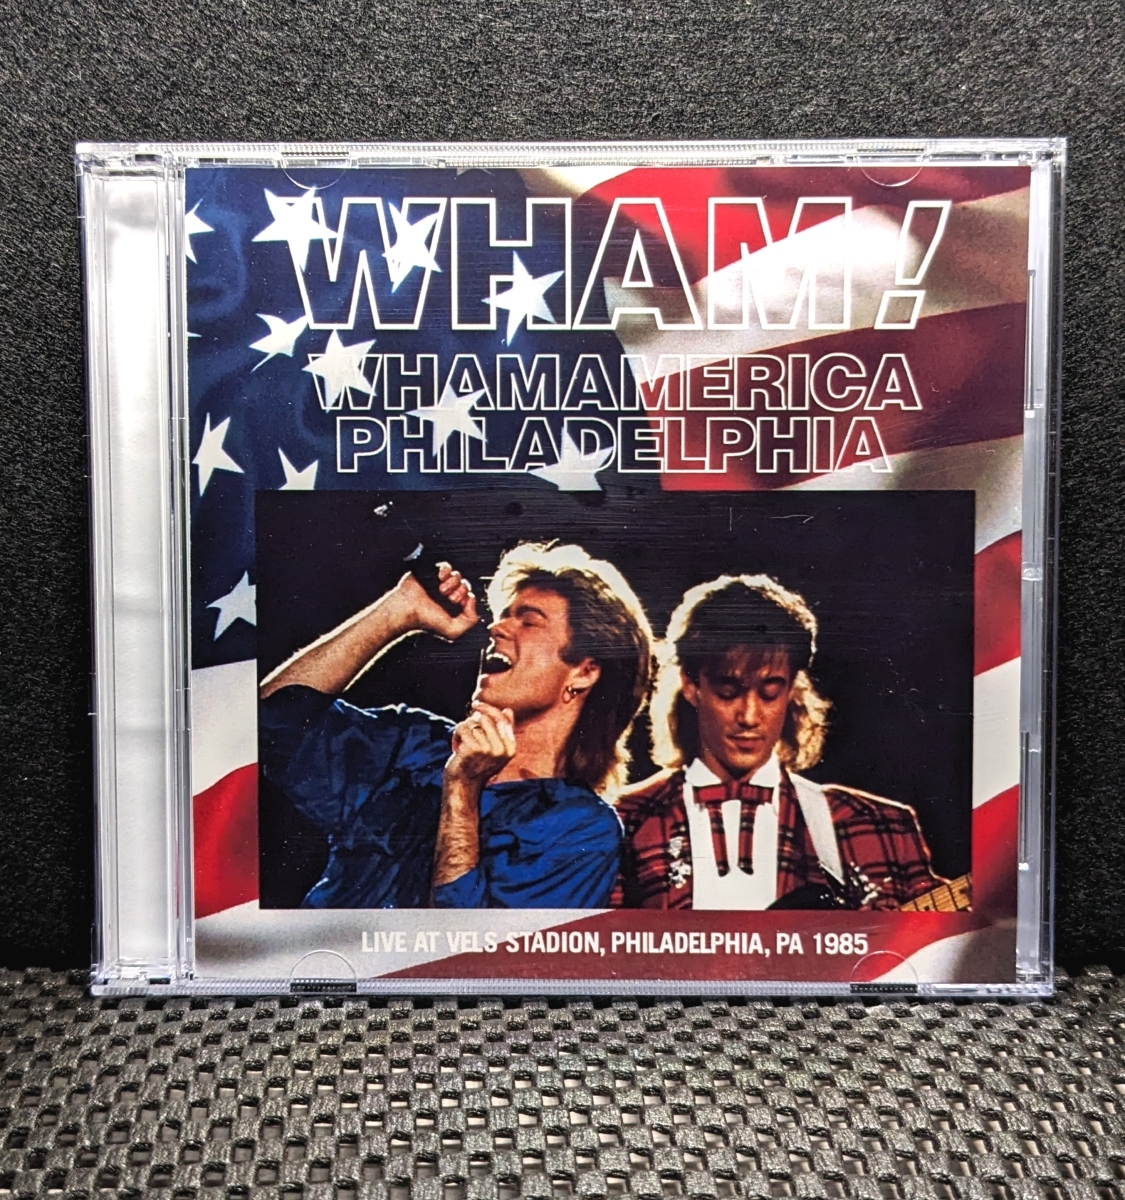 WHAM!
WHAMAMERICA
PHILADELPHIA
LIVE AT VELS STADION, PHILADELPHIA, PA 1985